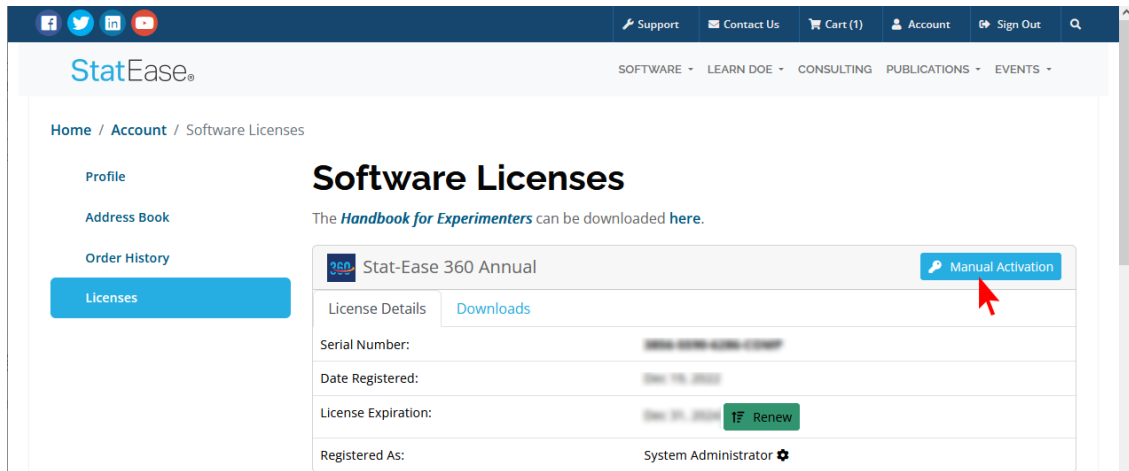 Support Contact Us Cart (1) Account Sign Out
StatEase®
SOFTWARE LEARN DOE CONSULTING PUBLICATIONS EVENTS
Home / Account / Software Licenses
Profile
Address Book
Order History
Licenses
Software Licenses
The Handbook for Experimenters can be downloaded here.
360 Stat-Ease 360 Annual
Manual Activation
License Details Downloads
Serial Number:
Date Registered:
License Expiration: Renew
Registered As: System Administrator